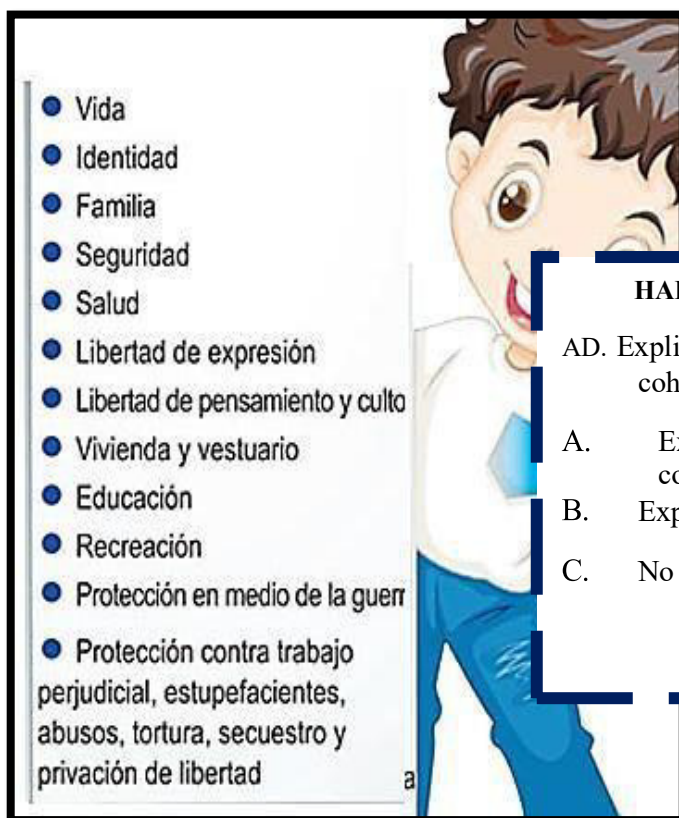 Vida
Identidad
Familia
Seguridad
Salud
Libertad de expresión
Libertad de pensamiento y culto
Vivienda y vestuario
Educación
Recreación
Protección en medio de la guerr
Protección contra trabajo
perjudicial, estupefacientes,
abusos, tortura, secuestro y
privación de libertad
a
HA
AD. Expli
coh
A. E
co
B. Exp
C. No